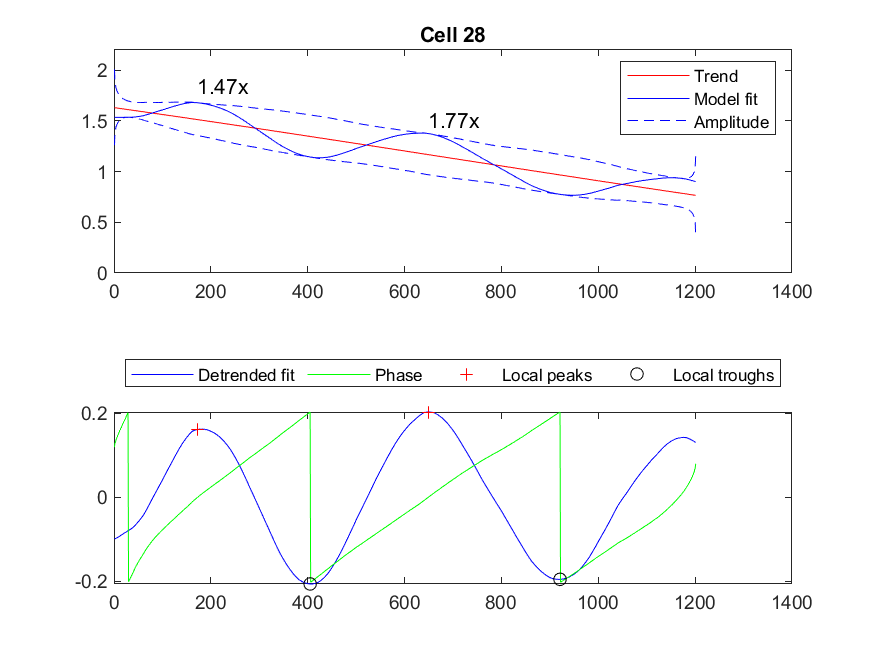 Cell 28
2
1.5
1
0.5
0
1.47x
1.77x
Trend
Model fit
Amplitude
0 200 400 600 800 1000 1200 1400
Detrended fit Phase Local peaks Local troughs
0.2
0
-0.2
0 200 400 600 800 1000 1200 1400